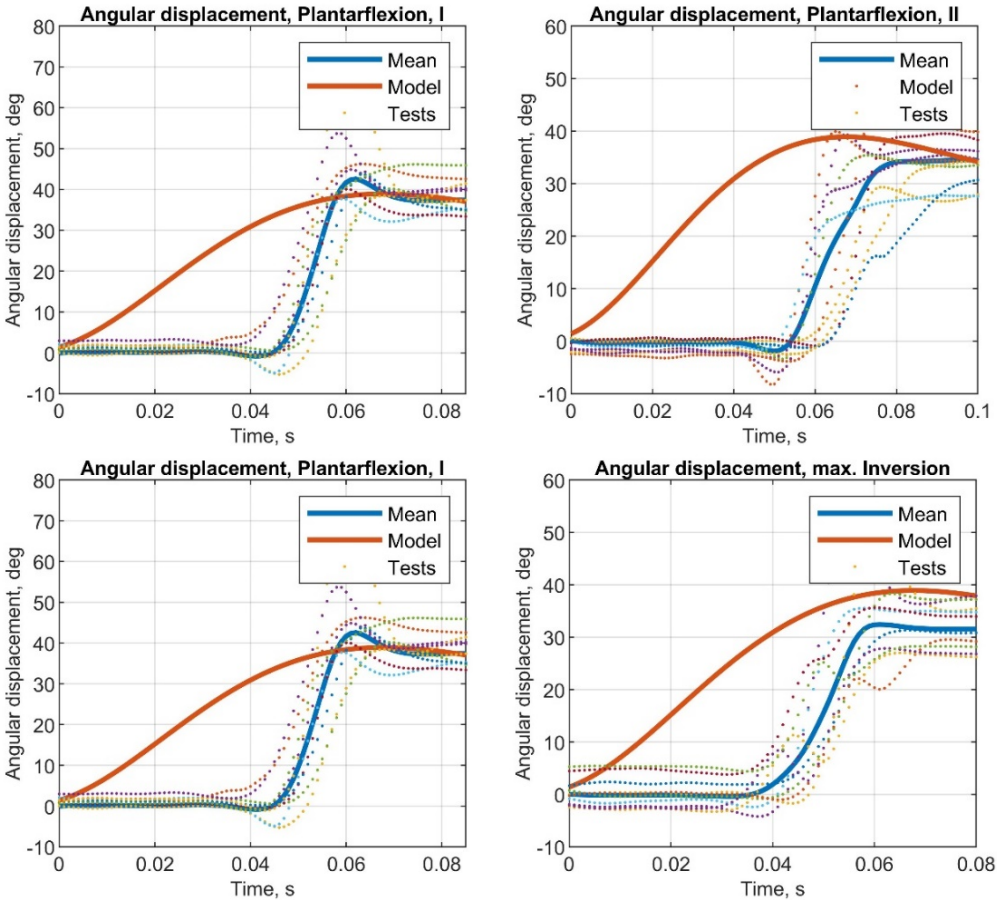 Angular displacement, Plantarflexion, I
80
70
60
50
40
30
20
10
0
-10
Angular displacement, deg
Mean
Model
Tests
0
0.02
0.04
0.06
0.08
Time, s
Angular displacement, Plantarflexion, II
60
50
40
30
20
10
0
-10
Angular displacement, deg
Mean
Model
Tests
0
0.02
0.04
0.06
0.08
0.1
Time, s
Angular displacement, Plantarflexion, I
80
70
60
50
40
30
20
10
0
-10
Angular displacement, deg
Mean
Model
Tests
0
0.02
0.04
0.06
0.08
Time, s
Angular displacement, max. Inversion
60
50
40
30
20
10
0
-10
Angular displacement, deg
Mean
Model
Tests
0
0.02
0.04
0.06
0.08
Time, s